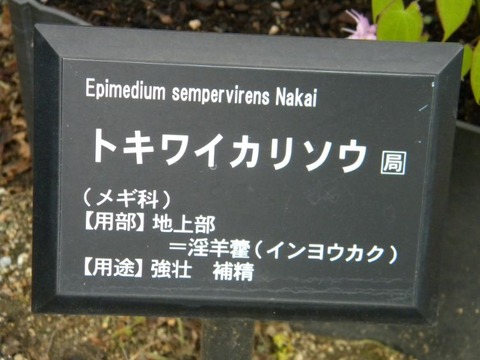 Epimedium sempervirens Nakai
トキワイカリソウ 局
(メギ科)
【用部】地上部
=淫羊藿(インヨウカク)
【用途】強壮 補精